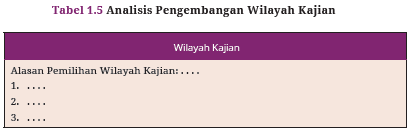 Tabel 1.5 Analisis Pengembangan Wilayah Kajian
Wilayah Kajian
Alasan Pemilihan Wilayah Kajian: . . . .
1. . . . .
2. . . . .
3. . . . .